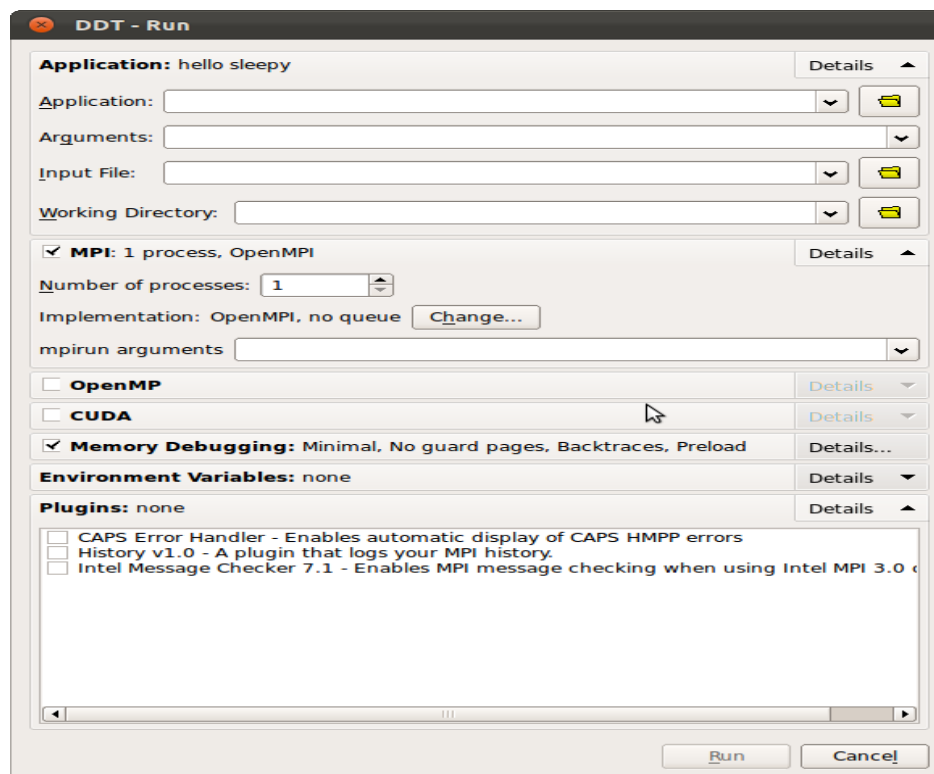 DDT - Run
Application: hello sleepy Details
Application:
Arguments:
Input File:
Working Directory:
MPI: 1 process, OpenMPI Details
Number of processes: 1
Implementation: OpenMPI, no queue Change...
mpirun arguments
OpenMP Details
CUDA Details
Memory Debugging: Minimal, No guard pages, Backtraces, Preload Details...
Environment Variables: none Details
Plugins: none Details
CAPS Error Handler - Enables automatic display of CAPS HMPP errors
History v1.0 - A plugin that logs your MPI history.
Intel Message Checker 7.1 - Enables MPI message checking when using Intel MPI 3.0
Run Cancel